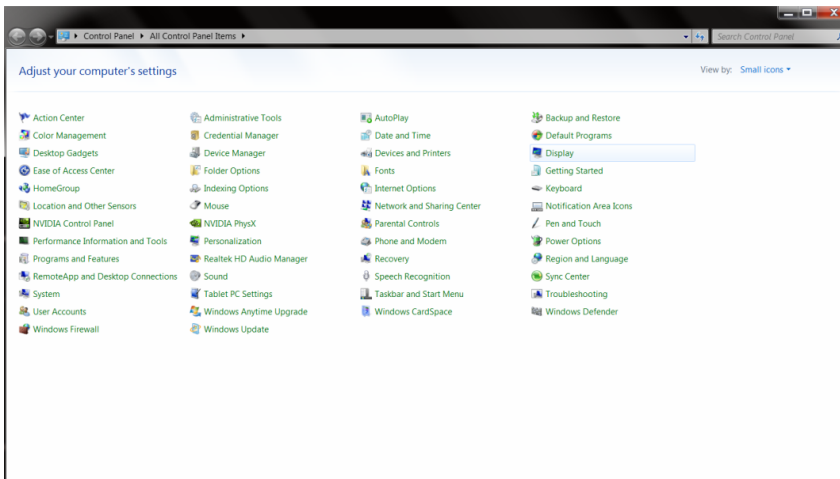 Control Panel All Control Panel Items Search Control Panel
Adjust your computer's settings View by: Small icons
Action Center Administrative Tools AutoPlay Backup and Restore
Color Management Credential Manager Date and Time Default Programs
Desktop Gadgets Device Manager Devices and Printers Display
Ease of Access Center Folder Options Fonts Getting Started
HomeGroup Indexing Options Internet Options Keyboard
Location and Other Sensors Mouse Network and Sharing Center Notification Area Icons
NVIDIA Control Panel NVIDIA PhysX Parental Controls Pen and Touch
Performance Information and Tools Personalization Phone and Modem Power Options
Programs and Features Realtek HD Audio Manager Recovery Region and Language
RemoteApp and Desktop Connections Sound Speech Recognition Sync Center
System Tablet PC Settings Taskbar and Start Menu Troubleshooting
User Accounts Windows Anytime Upgrade Windows CardSpace Windows Defender
Windows Firewall Windows Update